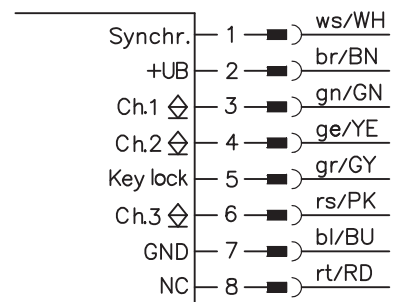 Synchr. 1 ws/WH
+UB 2 br/BN
Ch.1 3 gn/GN
Ch.2 4 ge/YE
Key lock 5 gr/GY
Ch.3 6 rs/PK
GND 7 bl/BU
NC 8 rt/RD